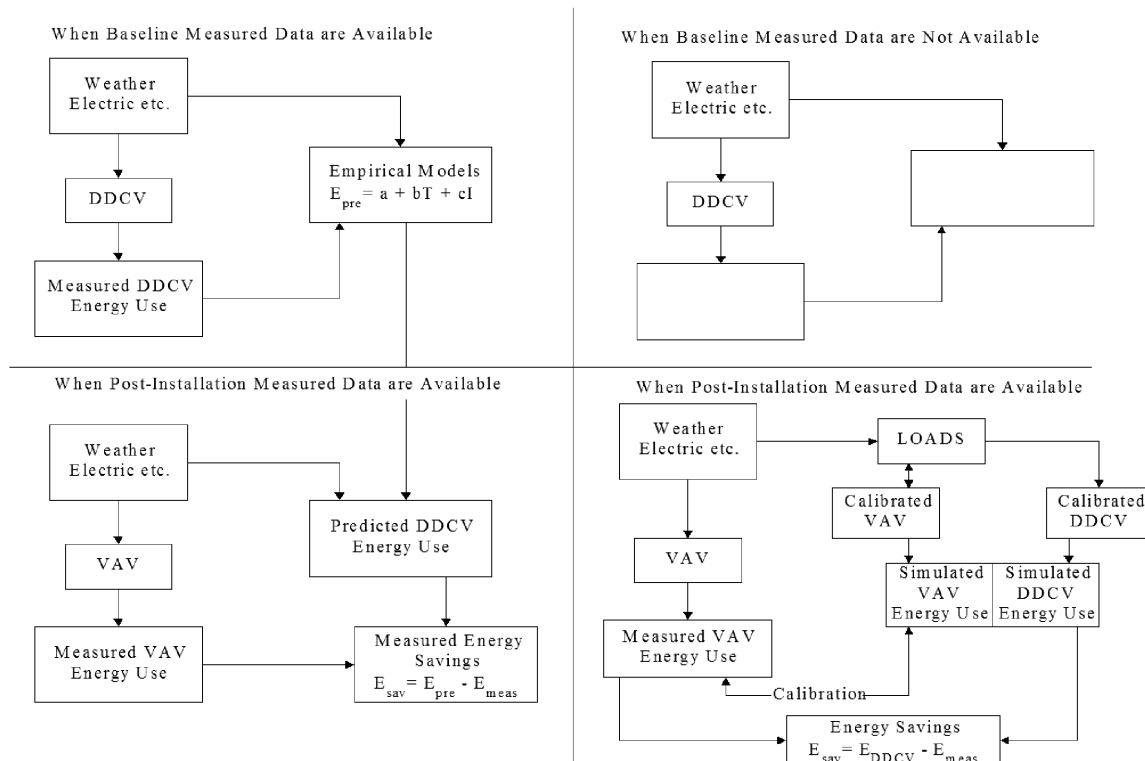 When Baseline Measured Data are Available
Weather
Electric etc.
DDCV
Measured DDCV
Energy Use
Empirical Models
E_pre = a + bT + cI
When Baseline Measured Data are Not Available
Weather
Electric etc.
DDCV
When Post-Installation Measured Data are Available
Weather
Electric etc.
VAV
Measured VAV
Energy Use
Predicted DDCV
Energy Use
Measured Energy
Savings
E_sav = E_pre - E_meas
When Post-Installation Measured Data are Available
Weather
Electric etc.
VAV
Measured VAV
Energy Use
LOADS
Calibrated
VAV
Calibrated
DDCV
Simulated
VAV
Energy Use
Simulated
DDCV
Energy Use
Calibration
Energy Savings
E_sav = E_DDCV - E_meas